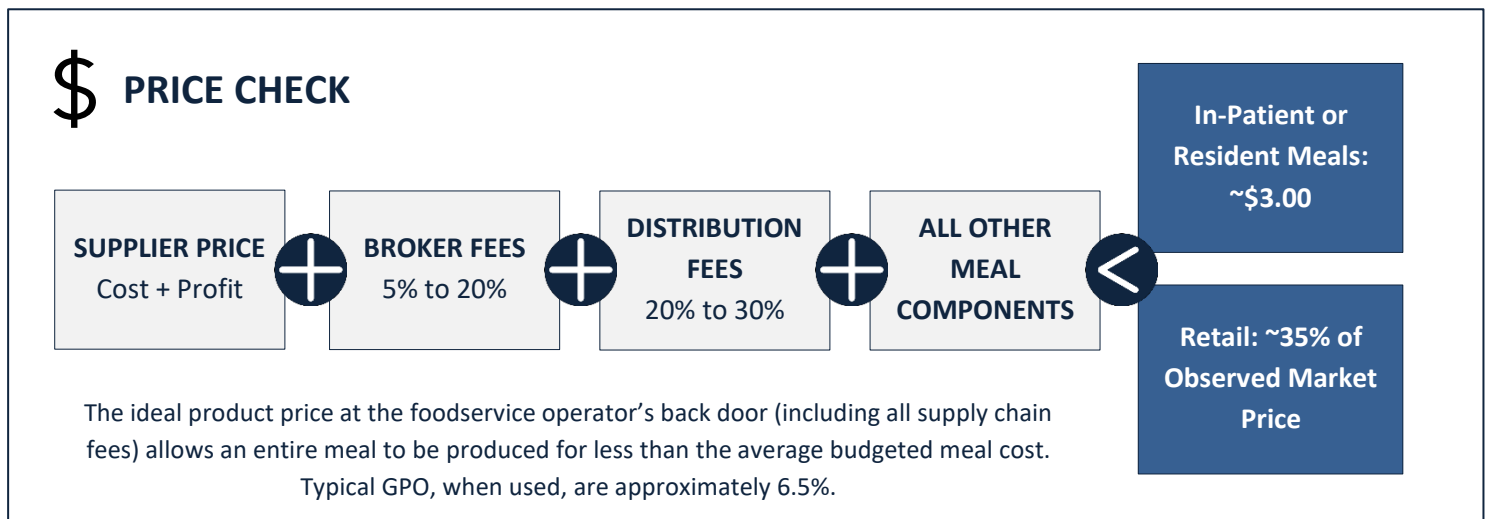 $ PRICE CHECK
SUPPLIER PRICE
Cost + Profit
+
BROKER FEES
5% to 20%
+
DISTRIBUTION
FEES
20% to 30%
+
ALL OTHER
MEAL
COMPONENTS
<
In-Patient or
Resident Meals:
~$3.00
Retail: ~35% of
Observed Market
Price
The ideal product price at the foodservice operator’s back door (including all supply chain
fees) allows an entire meal to be produced for less than the average budgeted meal cost.
Typical GPO, when used, are approximately 6.5%.